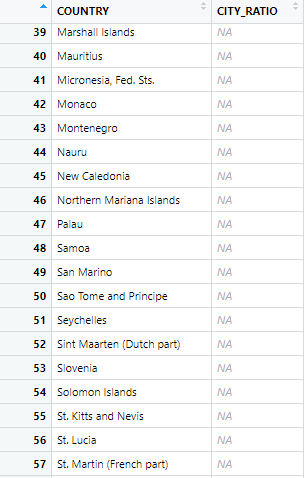 COUNTRY CITY_RATIO
39 Marshall Islands NA
40 Mauritius NA
41 Micronesia, Fed. Sts. NA
42 Monaco NA
43 Montenegro NA
44 Nauru NA
45 New Caledonia NA
46 Northern Mariana Islands NA
47 Palau NA
48 Samoa NA
49 San Marino NA
50 Sao Tome and Principe NA
51 Seychelles NA
52 Sint Maarten (Dutch part) NA
53 Slovenia NA
54 Solomon Islands NA
55 St. Kitts and Nevis NA
56 St. Lucia NA
57 St. Martin (French part) NA